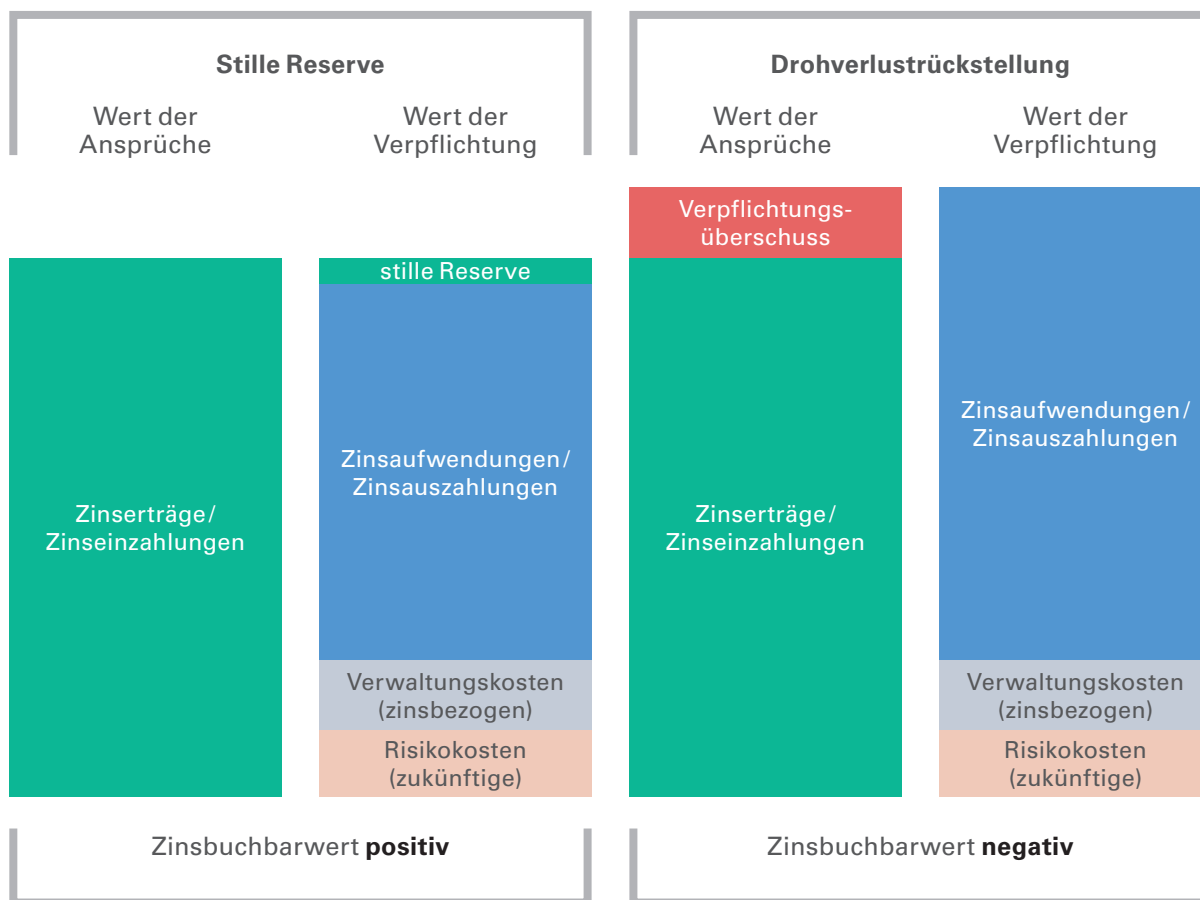 Stille Reserve
Wert der
Ansprüche
Wert der
Verpflichtung
stille Reserve
Zinserträge/
Zinseinzahlungen
Zinsaufwendungen/
Zinsauszahlungen
Verwaltungskosten
(zinsbezogen)
Risikokosten
(zukünftige)
Zinsbuchbarwert positiv
Drohverlustrückstellung
Wert der
Ansprüche
Wert der
Verpflichtung
Verpflichtungs-
überschuss
Zinserträge/
Zinseinzahlungen
Zinsaufwendungen/
Zinsauszahlungen
Verwaltungskosten
(zinsbezogen)
Risikokosten
(zukünftige)
Zinsbuchbarwert negativ